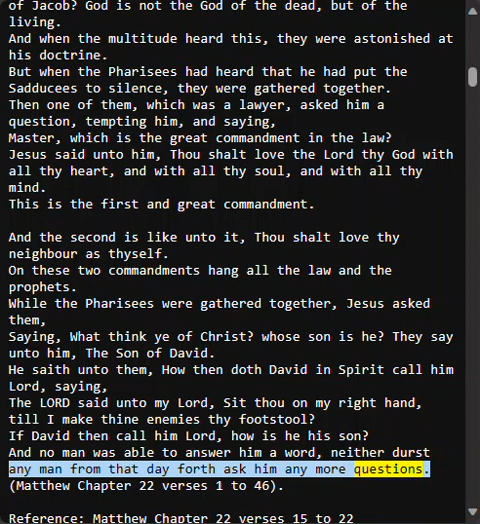 of Jacob? God is not the God of the dead, but of the
living.
And when the multitude heard this, they were astonished at
his doctrine.
But when the Pharisees had heard that he had put the
Sadducees to silence, they were gathered together.
Then one of them, which was a lawyer, asked him a
question, tempting him, and saying,
Master, which is the great commandment in the law?
Jesus said unto him, Thou shalt love the Lord thy God with
all thy heart, and with all thy soul, and with all thy
mind.
This is the first and great commandment.

And the second is like unto it, Thou shalt love thy
neighbour as thyself.
On these two commandments hang all the law and the
prophets.
While the Pharisees were gathered together, Jesus asked
them,
Saying, What think ye of Christ? whose son is he? They say
unto him, The Son of David.
He saith unto them, How then doth David in Spirit call him
Lord, saying,
The LORD said unto my Lord, Sit thou on my right hand,
till I make thine enemies thy footstool?
If David then call him Lord, how is he his son?
And no man was able to answer him a word, neither durst
any man from that day forth ask him any more questions.
(Matthew Chapter 22 verses 1 to 46).

Reference: Matthew Chapter 22 verses 15 to 22